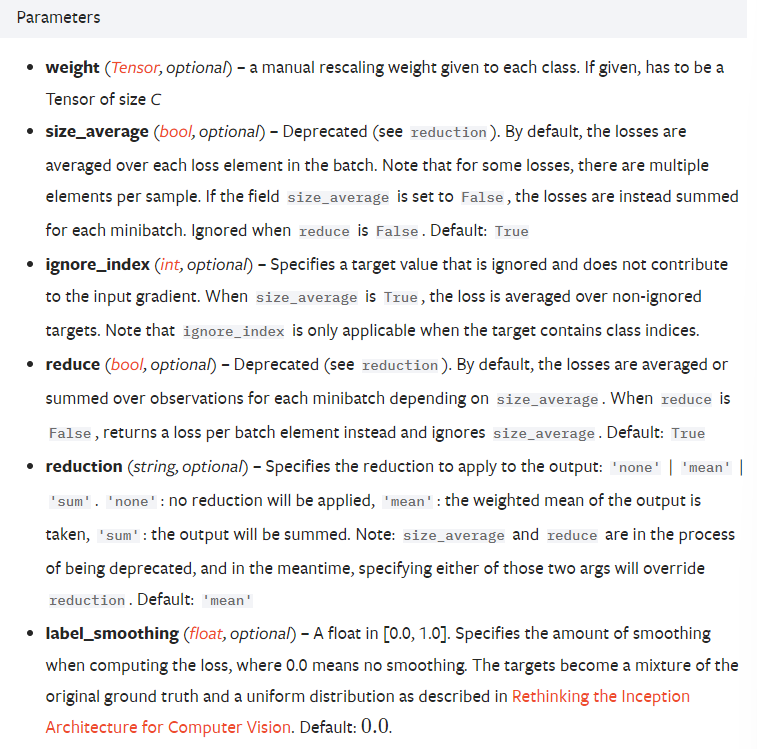 Parameters
• weight (Tensor, optional) – a manual rescaling weight given to each class. If given, has to be a
Tensor of size C
• size_average (bool, optional) – Deprecated (see reduction). By default, the losses are
averaged over each loss element in the batch. Note that for some losses, there are multiple
elements per sample. If the field size_average is set to False, the losses are instead summed
for each minibatch. Ignored when reduce is False. Default: True
• ignore_index (int, optional) – Specifies a target value that is ignored and does not contribute
to the input gradient. When size_average is True, the loss is averaged over non-ignored
targets. Note that ignore_index is only applicable when the target contains class indices.
• reduce (bool, optional) – Deprecated (see reduction). By default, the losses are averaged or
summed over observations for each minibatch depending on size_average. When reduce is
False, returns a loss per batch element instead and ignores size_average. Default: True
• reduction (string, optional) – Specifies the reduction to apply to the output: 'none' | 'mean' |
'sum'. 'none': no reduction will be applied, 'mean': the weighted mean of the output is
taken, 'sum': the output will be summed. Note: size_average and reduce are in the process
of being deprecated, and in the meantime, specifying either of those two args will override
reduction. Default: 'mean'
• label_smoothing (float, optional) – A float in [0.0, 1.0]. Specifies the amount of smoothing
when computing the loss, where 0.0 means no smoothing. The targets become a mixture of the
original ground truth and a uniform distribution as described in Rethinking the Inception
Architecture for Computer Vision. Default: 0.0.